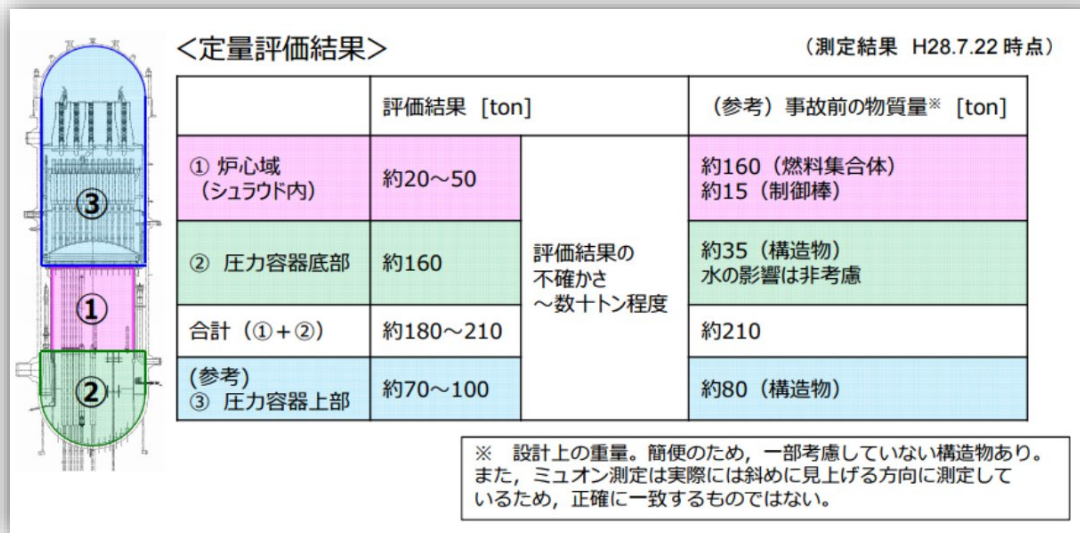 <定量評価結果>
(測定結果 H28.7.22 時点)
評価結果 [ton]
(参考)事故前の物質量※ [ton]
① 炉心域
(シュラウド内)
約20~50
約160(燃料集合体)
約15(制御棒)
② 圧力容器底部
約160
約35(構造物)
水の影響は非考慮
評価結果の
不確かさ
~数十トン程度
合計(①+②)
約180~210
約210
(参考)
③ 圧力容器上部
約70~100
約80(構造物)
③
①
②
※ 設計上の重量。簡便のため,一部考慮していない構造物あり。
また,ミュオン測定は実際には斜めに見上げる方向に測定して
いるため,正確に一致するものではない。